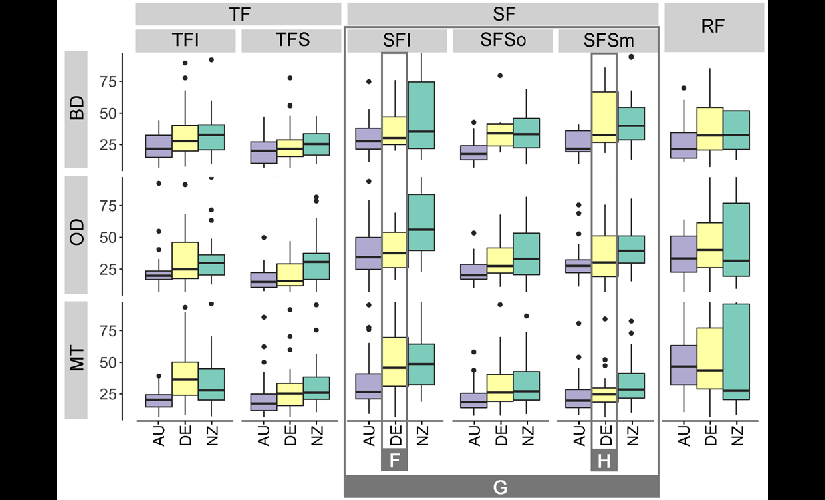 TF SF RF
TFI TFS SFI SFSo SFSm
BD
75
50
25
OD
75
50
25
MT
75
50
25
AU DE NZ AU DE NZ AU DE NZ AU DE NZ AU DE NZ AU DE NZ
F H
G